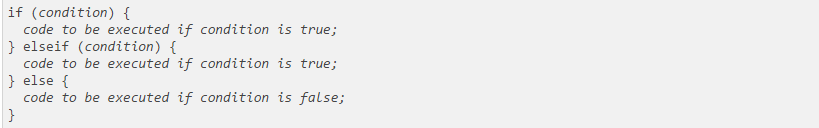 if (condition) {
  code to be executed if condition is true;
} elseif (condition) {
  code to be executed if condition is true;
} else {
  code to be executed if condition is false;
}